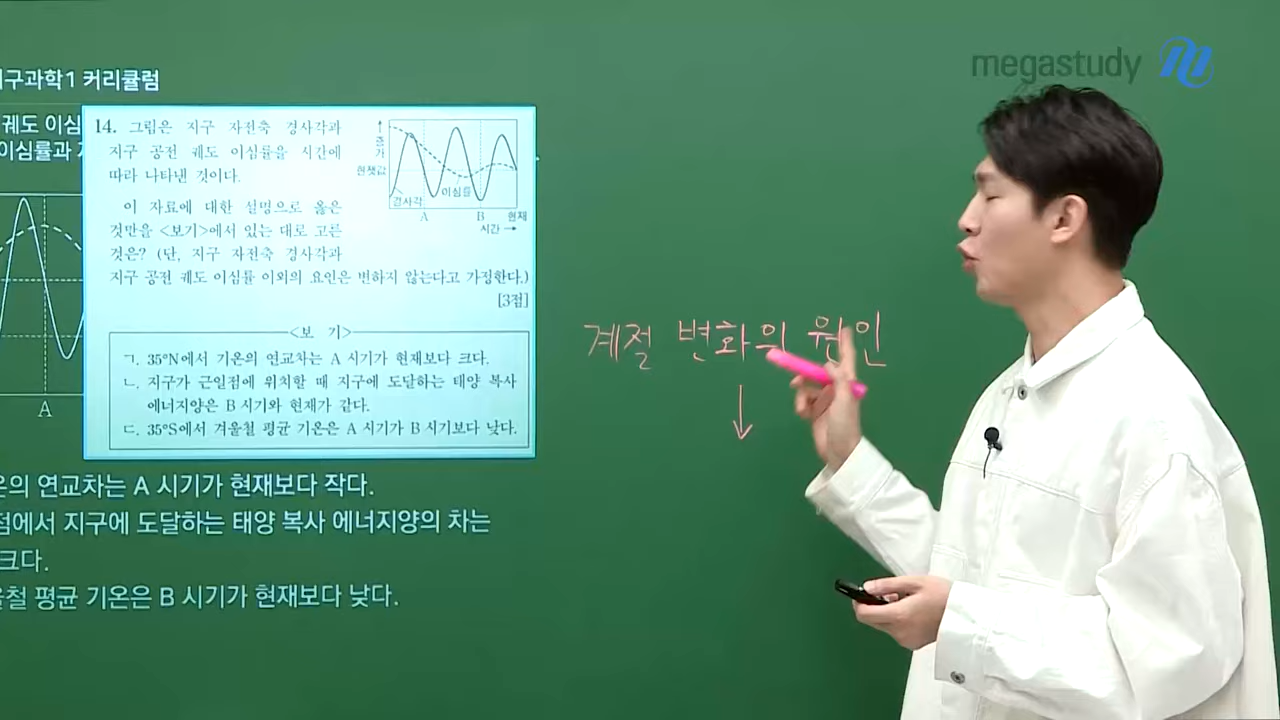 megastudy
구과학1 커리큘럼
궤도 이심
이심률과
A
14. 그림은 지구 자전축 경사각과
지구 공전 궤도 이심률을 시간에
따라 나타낸 것이다.
이 자료에 대한 설명으로 옳은
것만을 <보기>에서 있는 대로 고른
것은? (단, 지구 자전축 경사각과
지구 공전 궤도 이심률 이외의 요인은 변하지 않는다고 가정한다.)
[3점]
증
가
현잿값
경사각
이심률
A
B
현재
시간 →
<보 기>
ㄱ. 35°N에서 기온의 연교차는 A 시기가 현재보다 크다.
ㄴ. 지구가 근일점에 위치할 때 지구에 도달하는 태양 복사
에너지양은 B 시기와 현재가 같다.
ㄷ. 35°S에서 겨울철 평균 기온은 A 시기가 B 시기보다 낮다.
의 연교차는 A 시기가 현재보다 작다.
점에서 지구에 도달하는 태양 복사 에너지양의 차는
크다.
철 평균 기온은 B 시기가 현재보다 낮다.
계절 변화의 원인
↓